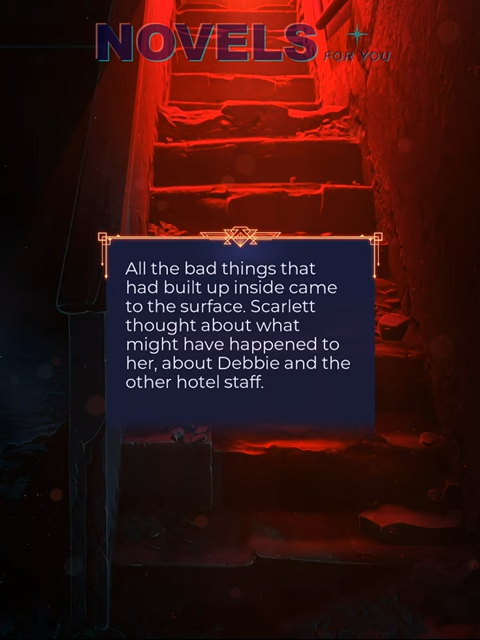 NOVELS
FOR YOU
All the bad things that
had built up inside came
to the surface. Scarlett
thought about what
might have happened to
her, about Debbie and the
other hotel staff.